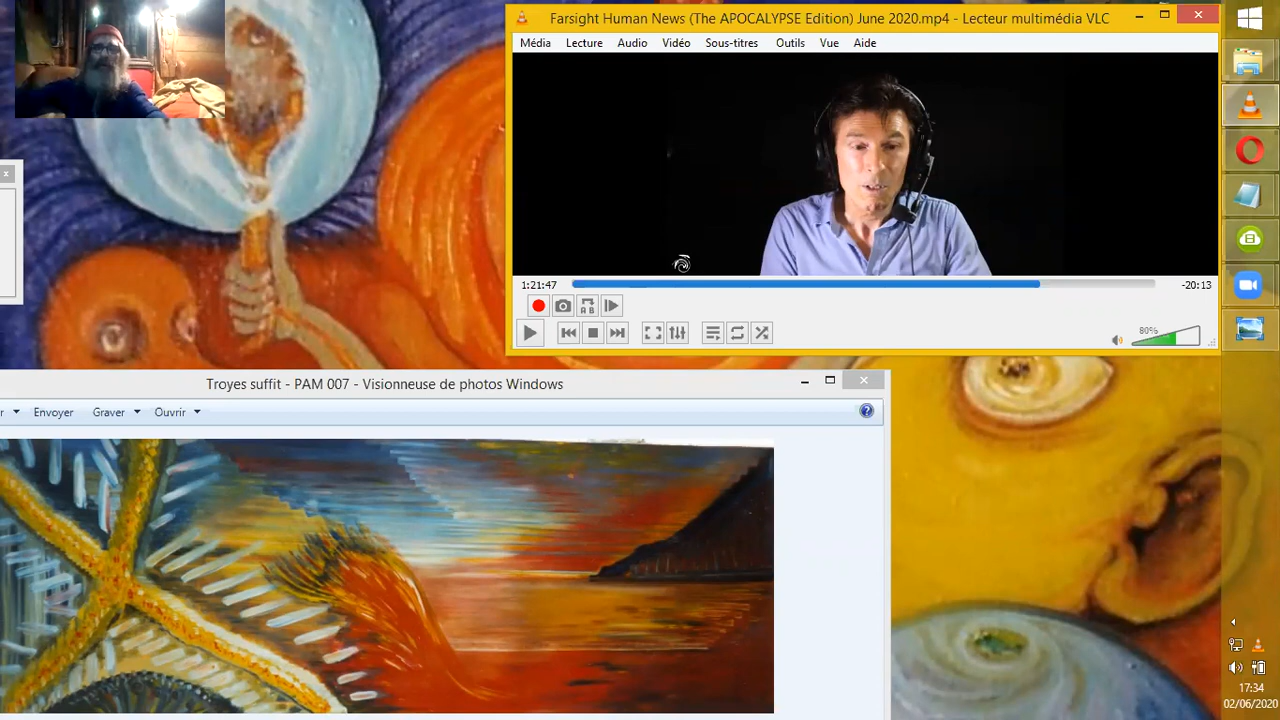 Farsight Human News (The APOCALYPSE Edition) June 2020.mp4 - Lecteur multimédia VLC
Média Lecture Audio Vidéo Sous-titres Outils Vue Aide
1:21:47 -20:13
A B
80%
x
Troyes suffit - PAM 007 - Visionneuse de photos Windows
r Envoyer Graver Ouvrir
17:34
02/06/2020